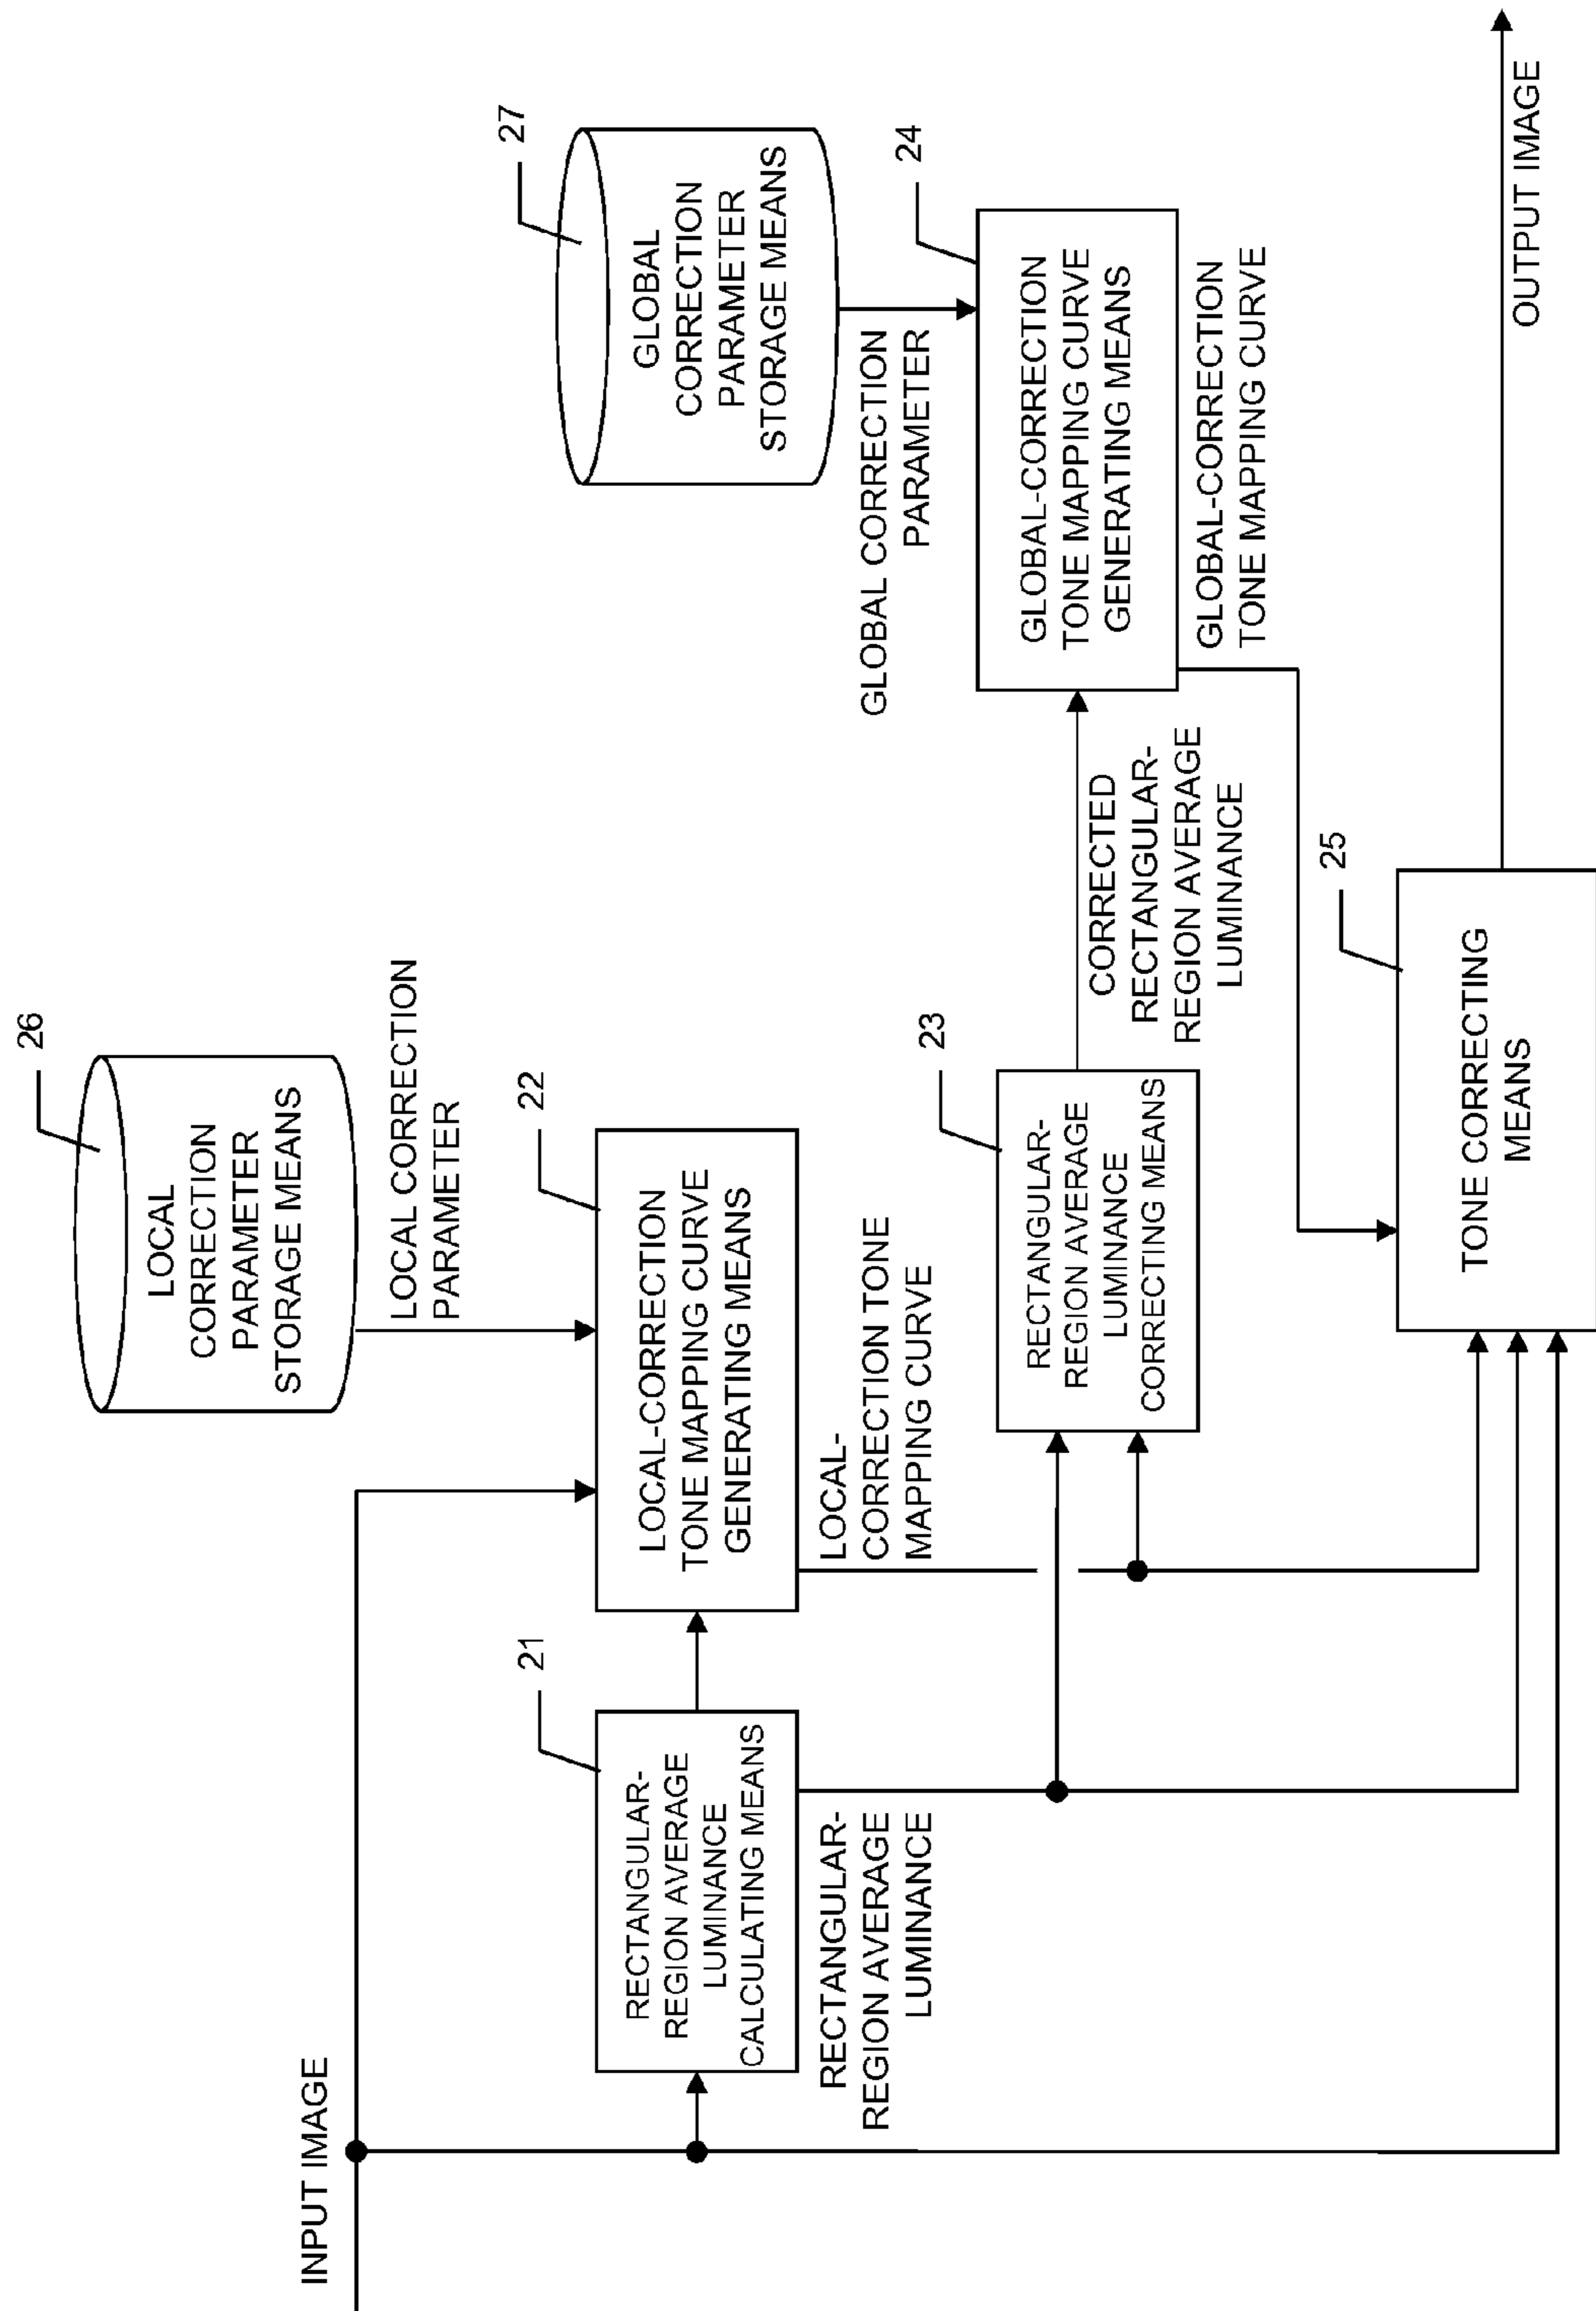 INPUT IMAGE
26
LOCAL
CORRECTION
PARAMETER
STORAGE MEANS
LOCAL CORRECTION
PARAMETER
27
GLOBAL
CORRECTION
PARAMETER
STORAGE MEANS
GLOBAL CORRECTION
PARAMETER
21
RECTANGULAR-
REGION AVERAGE
LUMINANCE
CALCULATING MEANS
RECTANGULAR-
REGION AVERAGE
LUMINANCE
22
LOCAL-CORRECTION
TONE MAPPING CURVE
GENERATING MEANS
LOCAL-
CORRECTION TONE
MAPPING CURVE
23
RECTANGULAR-
REGION AVERAGE
LUMINANCE
CORRECTING MEANS
CORRECTED
RECTANGULAR-
REGION AVERAGE
LUMINANCE
24
GLOBAL-CORRECTION
TONE MAPPING CURVE
GENERATING MEANS
GLOBAL-CORRECTION
TONE MAPPING CURVE
25
TONE CORRECTING
MEANS
OUTPUT IMAGE